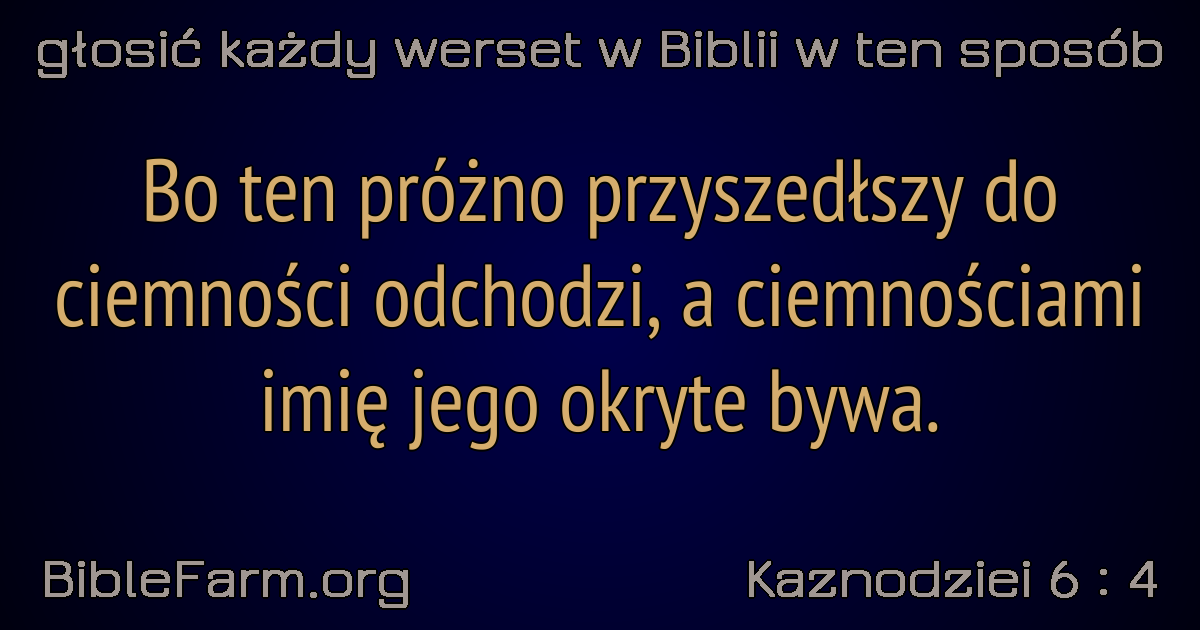 głosić każdy werset w Biblii w ten sposób
Bo ten próżno przyszedłszy do
ciemności odchodzi, a ciemnościami
imię jego okryte bywa.
BibleFarm.org
Kaznodziei 6 : 4